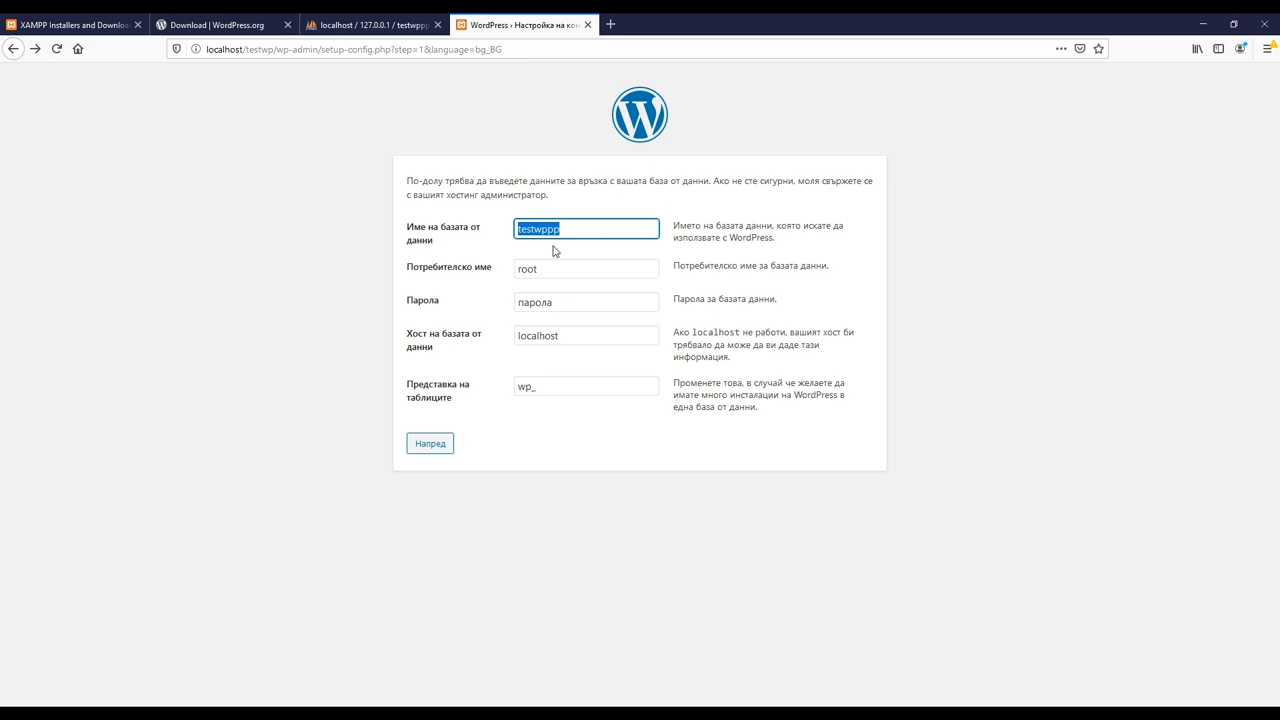 XAMPP Installers and Downloa
Download | WordPress.org
localhost / 127.0.0.1 / testwppp
WordPress › Настройка на кон
localhost/testwp/wp-admin/setup-config.php?step=1&language=bg_BG
По-долу трябва да въведете данните за връзка с вашата база от данни. Ако не сте сигурни, моля свържете се
с вашият хостинг администратор.
Име на базата от
данни
testwppp
Името на базата данни, която искате да
използвате с WordPress.
Потребителско име
root
Потребителско име за базата данни.
Парола
парола
Парола за базата данни.
Хост на базата от
данни
localhost
Ако localhost не работи, вашият хост би
трябвало да може да ви даде тази
информация.
Представка на
таблиците
wp_
Променете това, в случай че желаете да
имате много инсталации на WordPress в
една база от данни.
Напред